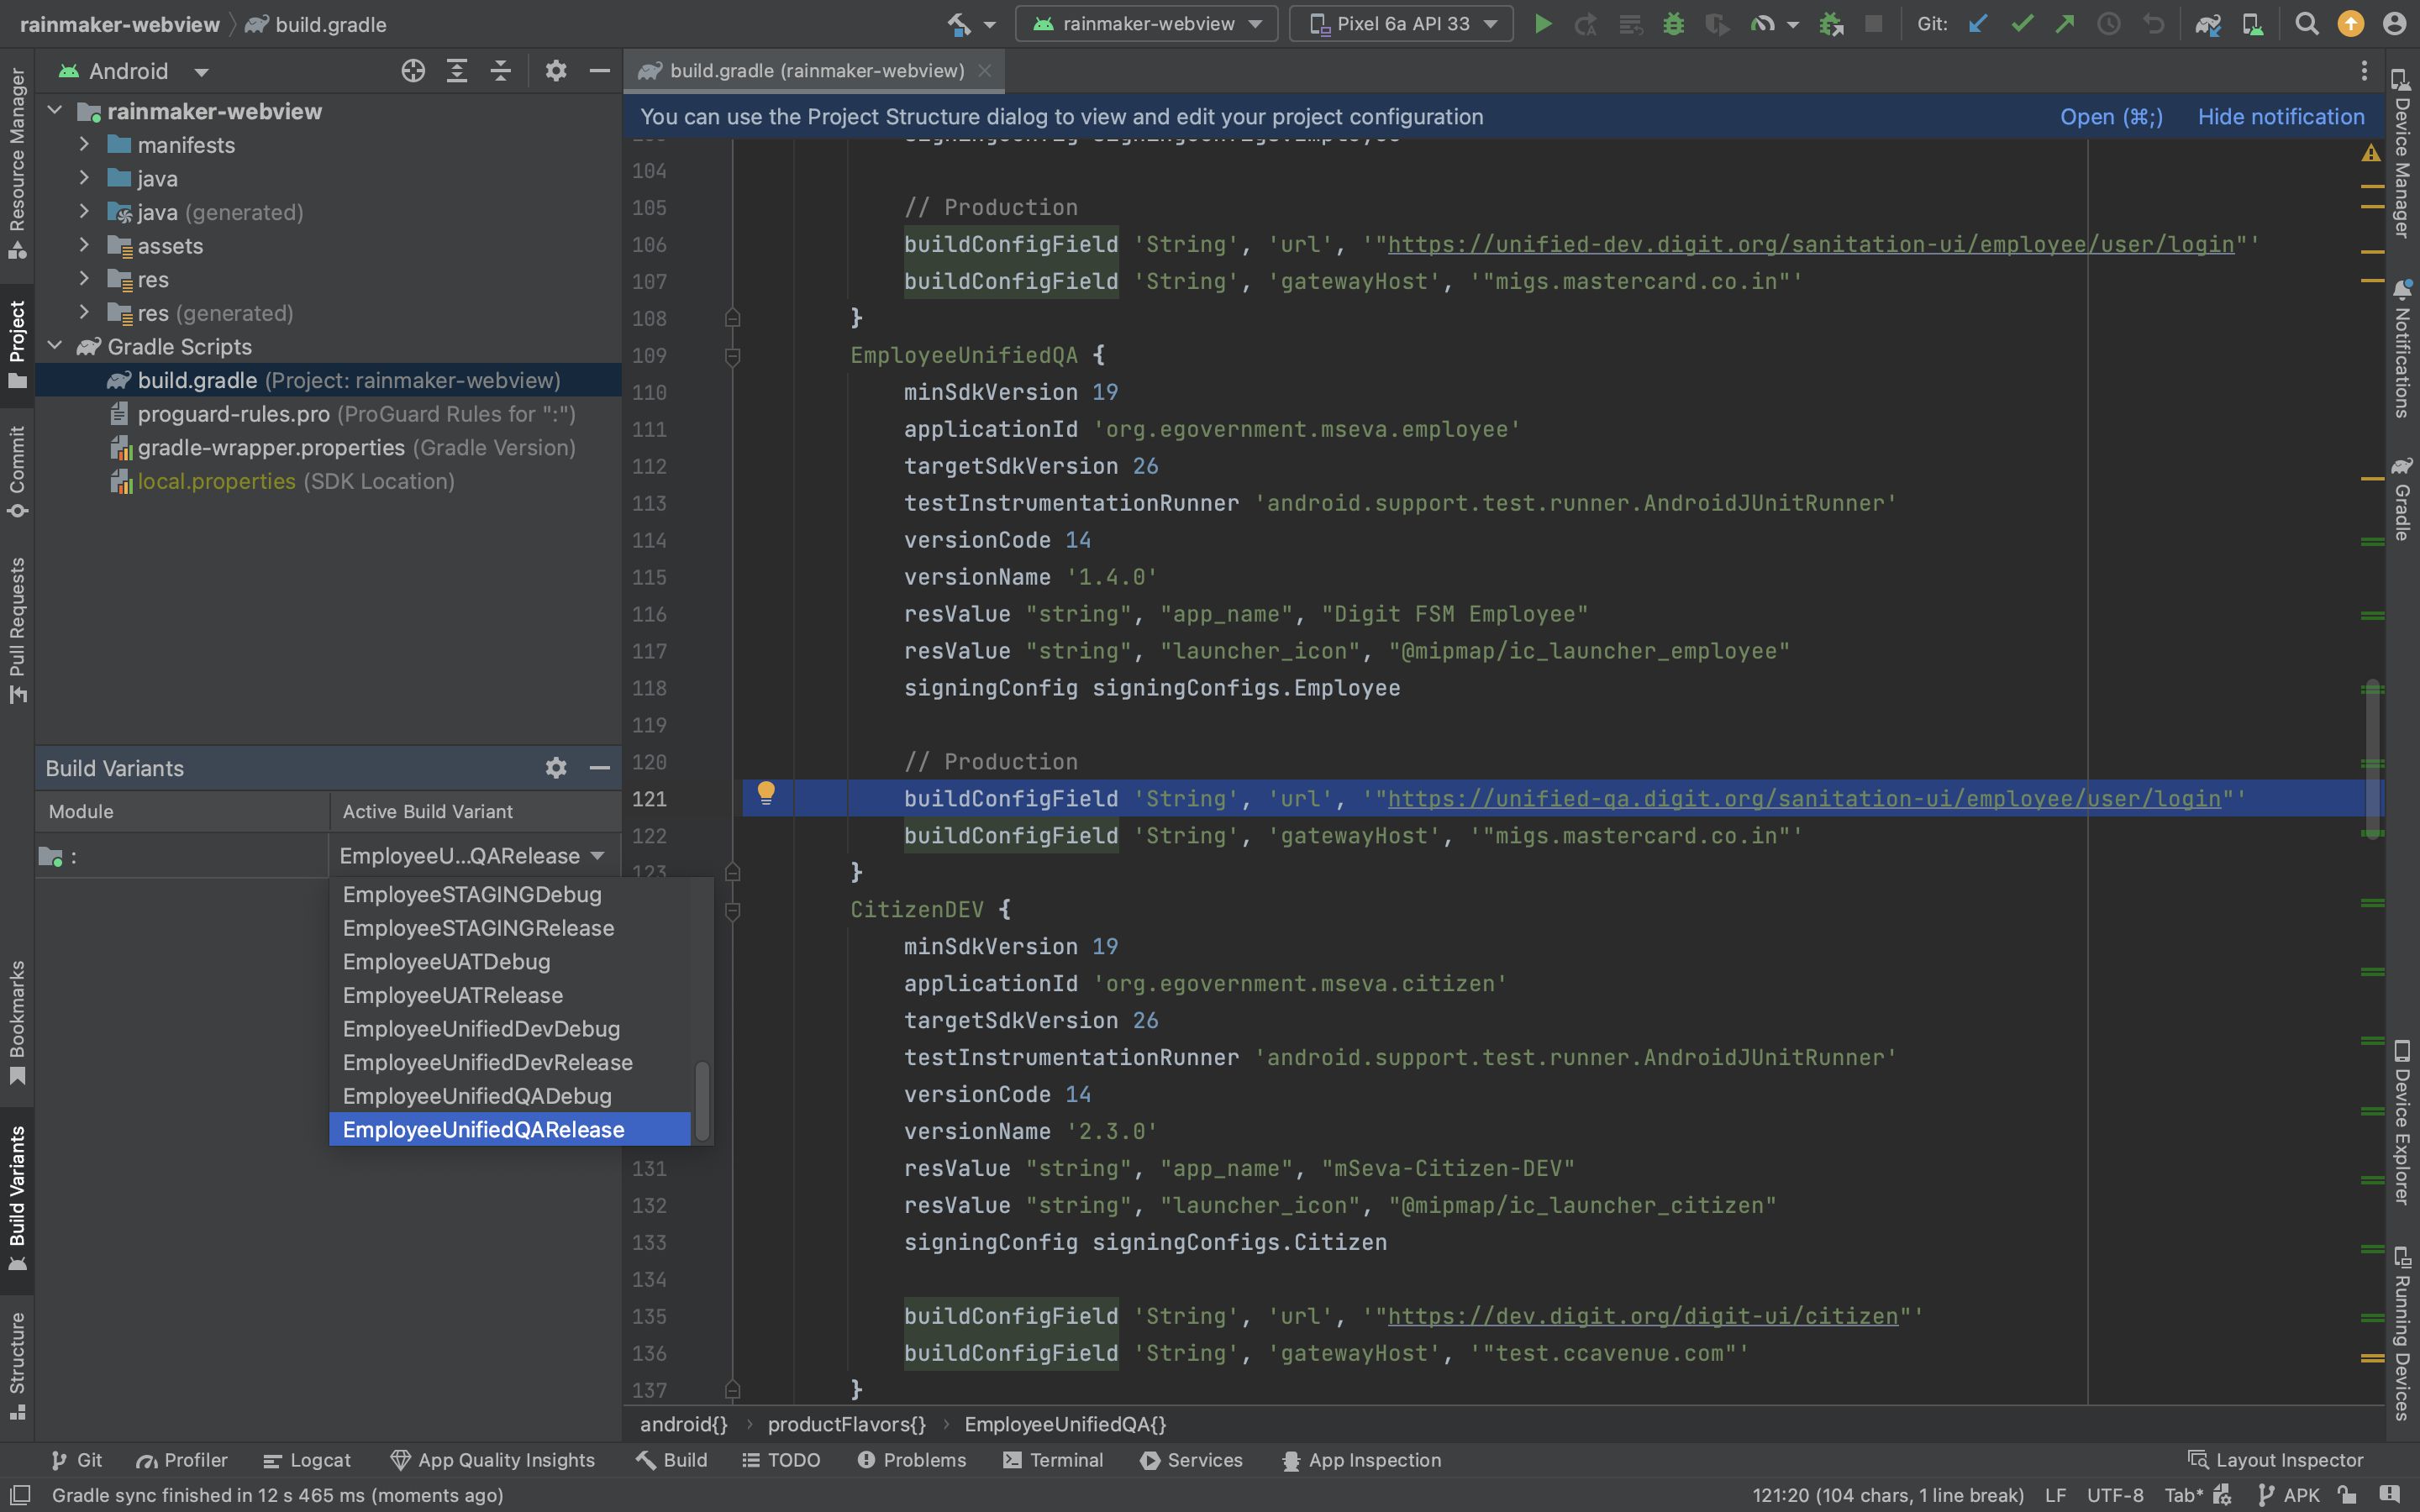 rainmaker-webview
build.gradle
rainmaker-webview
Pixel 6a API 33
Git:
Android
build.gradle (rainmaker-webview)
You can use the Project Structure dialog to view and edit your project configuration
Open (⌘;)
Hide notification
Resource Manager
Project
Commit
Pull Requests
Bookmarks
Build Variants
Structure
rainmaker-webview
manifests
java
java (generated)
assets
res
res (generated)
Gradle Scripts
build.gradle (Project: rainmaker-webview)
proguard-rules.pro (ProGuard Rules for ":")
gradle-wrapper.properties (Gradle Version)
local.properties (SDK Location)
Build Variants
Module
Active Build Variant
:
EmployeeU...QARelease
EmployeeSTAGINGDebug
EmployeeSTAGINGRelease
EmployeeUATDebug
EmployeeUATRelease
EmployeeUnifiedDevDebug
EmployeeUnifiedDevRelease
EmployeeUnifiedQADebug
EmployeeUnifiedQARelease
104
105 // Production
106 buildConfigField 'String', 'url', '"https://unified-dev.digit.org/sanitation-ui/employee/user/login"'
107 buildConfigField 'String', 'gatewayHost', '"migs.mastercard.co.in"'
108 }
109 EmployeeUnifiedQA {
110 minSdkVersion 19
111 applicationId 'org.egovernment.mseva.employee'
112 targetSdkVersion 26
113 testInstrumentationRunner 'android.support.test.runner.AndroidJUnitRunner'
114 versionCode 14
115 versionName '1.4.0'
116 resValue "string", "app_name", "Digit FSM Employee"
117 resValue "string", "launcher_icon", "@mipmap/ic_launcher_employee"
118 signingConfig signingConfigs.Employee
119
120 // Production
121 buildConfigField 'String', 'url', '"https://unified-qa.digit.org/sanitation-ui/employee/user/login"'
122 buildConfigField 'String', 'gatewayHost', '"migs.mastercard.co.in"'
123 }
CitizenDEV {
minSdkVersion 19
applicationId 'org.egovernment.mseva.citizen'
targetSdkVersion 26
testInstrumentationRunner 'android.support.test.runner.AndroidJUnitRunner'
versionCode 14
versionName '2.3.0'
131 resValue "string", "app_name", "mSeva-Citizen-DEV"
132 resValue "string", "launcher_icon", "@mipmap/ic_launcher_citizen"
133 signingConfig signingConfigs.Citizen
134
135 buildConfigField 'String', 'url', '"https://dev.digit.org/digit-ui/citizen"'
136 buildConfigField 'String', 'gatewayHost', '"test.ccavenue.com"'
137 }
android{} › productFlavors{} › EmployeeUnifiedQA{}
Device Manager
Notifications
Gradle
Device Explorer
Running Devices
Git
Profiler
Logcat
App Quality Insights
Build
TODO
Problems
Terminal
Services
App Inspection
Layout Inspector
Gradle sync finished in 12 s 465 ms (moments ago)
121:20 (104 chars, 1 line break)
LF
UTF-8
Tab*
APK